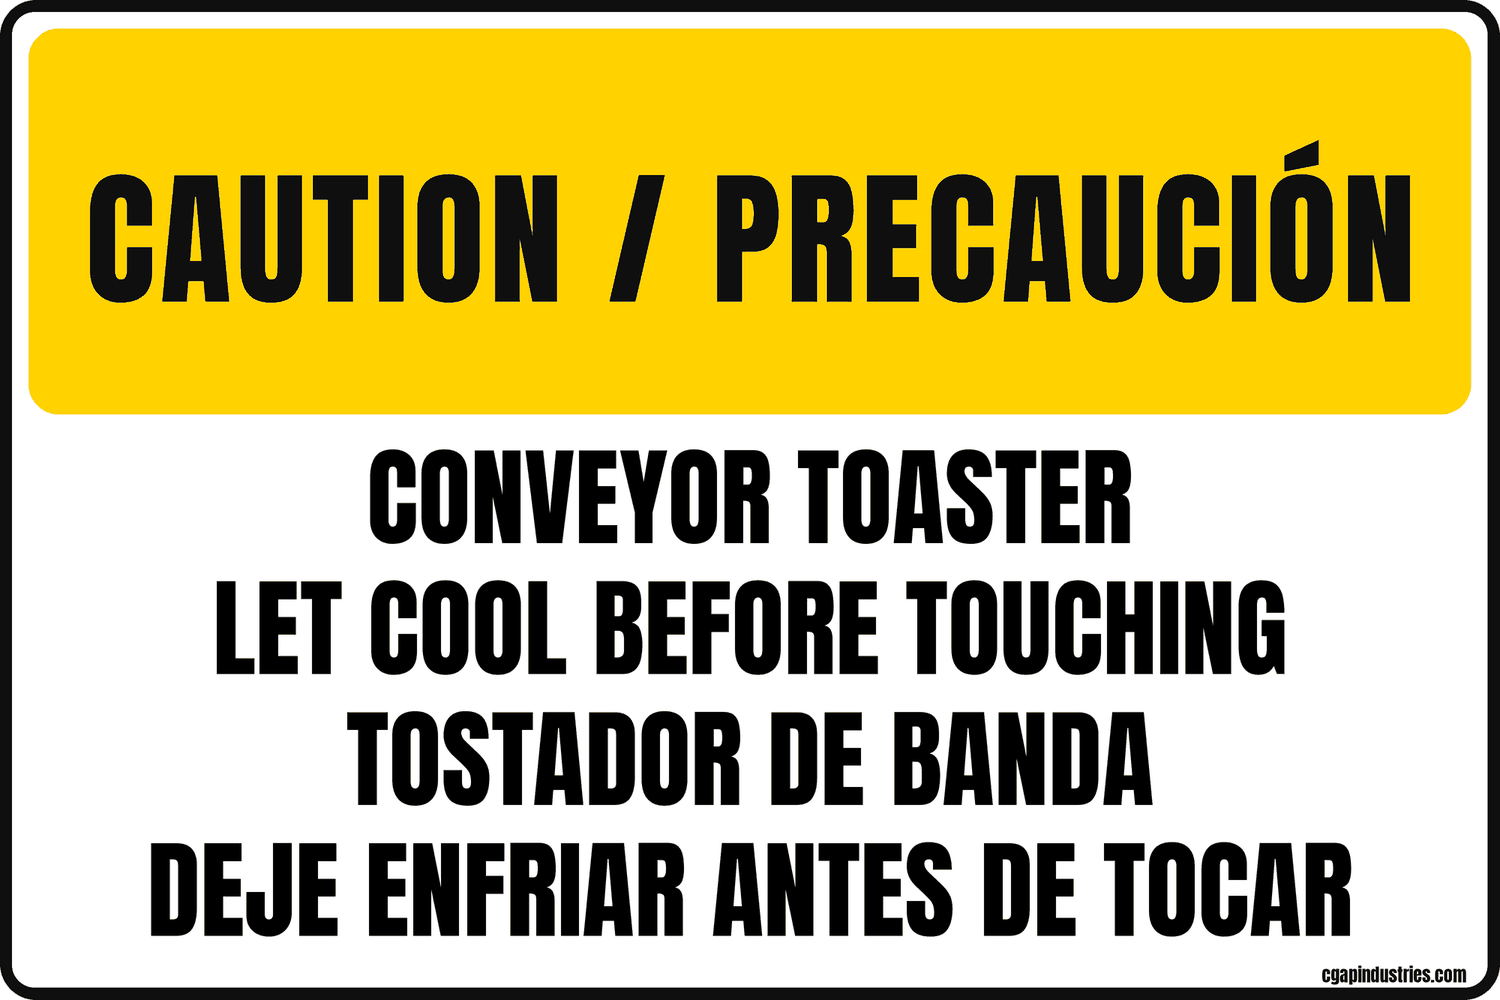 CAUTION / PRECAUCIÓN
CONVEYOR TOASTER
LET COOL BEFORE TOUCHING
TOSTADOR DE BANDA
DEJE ENFRIAR ANTES DE TOCAR
cgapindustries.com